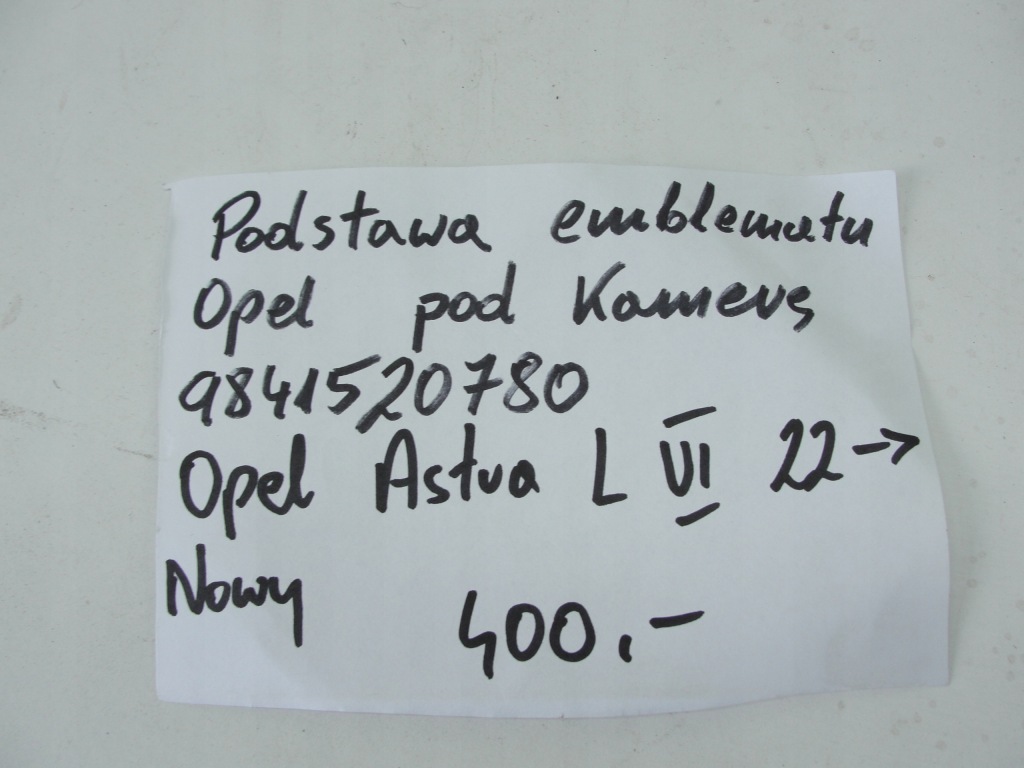 Podstawa emblematu
Opel pod Kamerę
9841520780
Opel Astra L VI 22→
Nowy
400.-